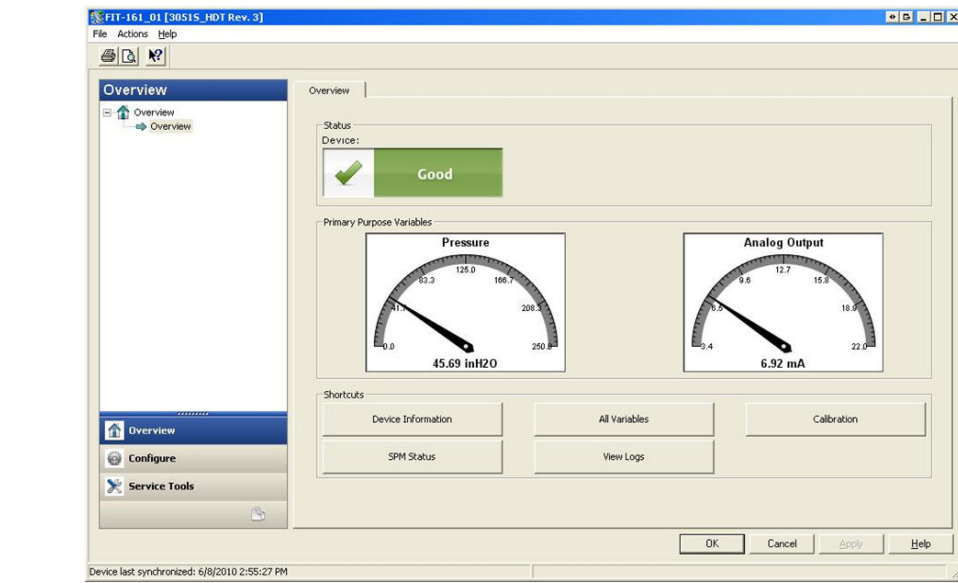 FIT-161_01 [3051S_HDT Rev. 3]
File Actions Help
Overview
Overview
Overview
Overview
Configure
Service Tools
Overview
Status
Device:
Good
Primary Purpose Variables
Pressure
0.0
83.3
125.0
166.7
250.0
45.69 inH2O
Analog Output
3.4
9.6
12.7
15.8
18.9
22.0
6.92 mA
Shortcuts
Device Information
All Variables
Calibration
SPM Status
View Logs
OK
Cancel
Apply
Help
Device last synchronized: 6/8/2010 2:55:27 PM